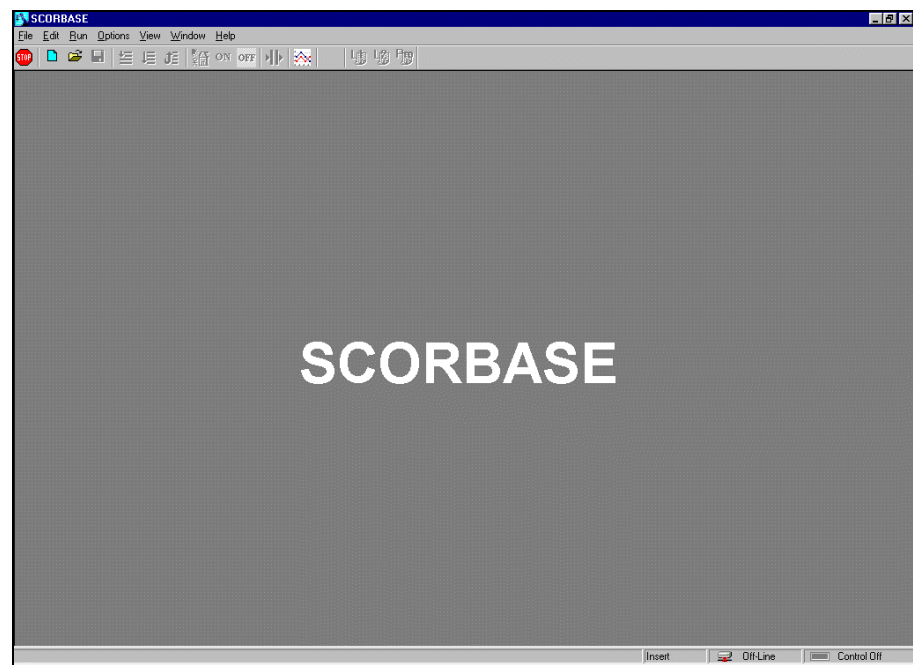 SCORBASE
File Edit Run Options View Window Help
STOP ON OFF
SCORBASE
Insert Off-Line Control Off